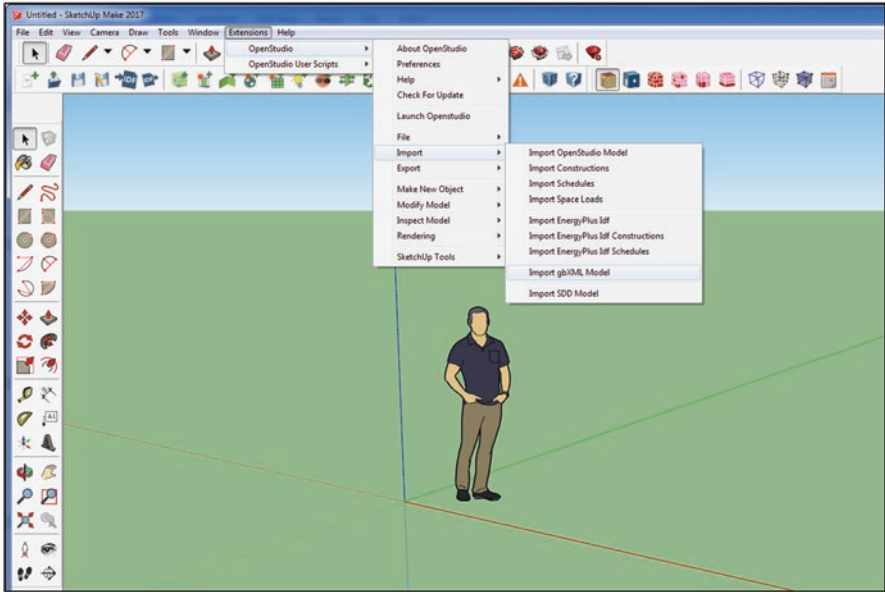 Untitled - SketchUp Make 2017
File Edit View Camera Draw Tools Window Extensions Help
OpenStudio
OpenStudio User Scripts
About OpenStudio
Preferences
Help
Check For Update
Launch Openstudio
File
Import
Export
Make New Object
Modify Model
Inspect Model
Rendering
SketchUp Tools
Import OpenStudio Model
Import Constructions
Import Schedules
Import Space Loads
Import EnergyPlus Idf
Import EnergyPlus Idf Constructions
Import EnergyPlus Idf Schedules
Import gbXML Model
Import SDD Model